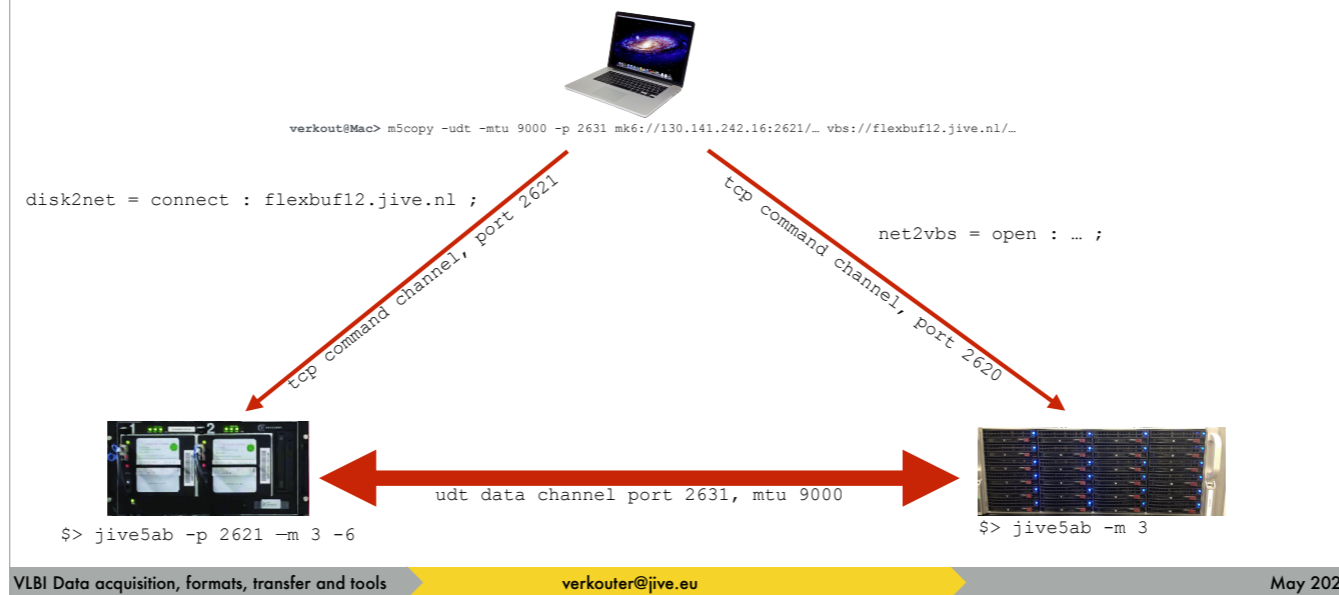 verkout@Mac> m5copy -udt -mtu 9000 -p 2631 mk6://130.141.242.16:2621/… vbs://flexbuf12.jive.nl/…
disk2net = connect : flexbuf12.jive.nl ;
tcp command channel, port 2621
tcp command channel, port 2620
net2vbs = open : … ;
1 2
udt data channel port 2631, mtu 9000
$> jive5ab -p 2621 —m 3 -6
$> jive5ab -m 3
VLBI Data acquisition, formats, transfer and tools
verkouter@jive.eu
May 202